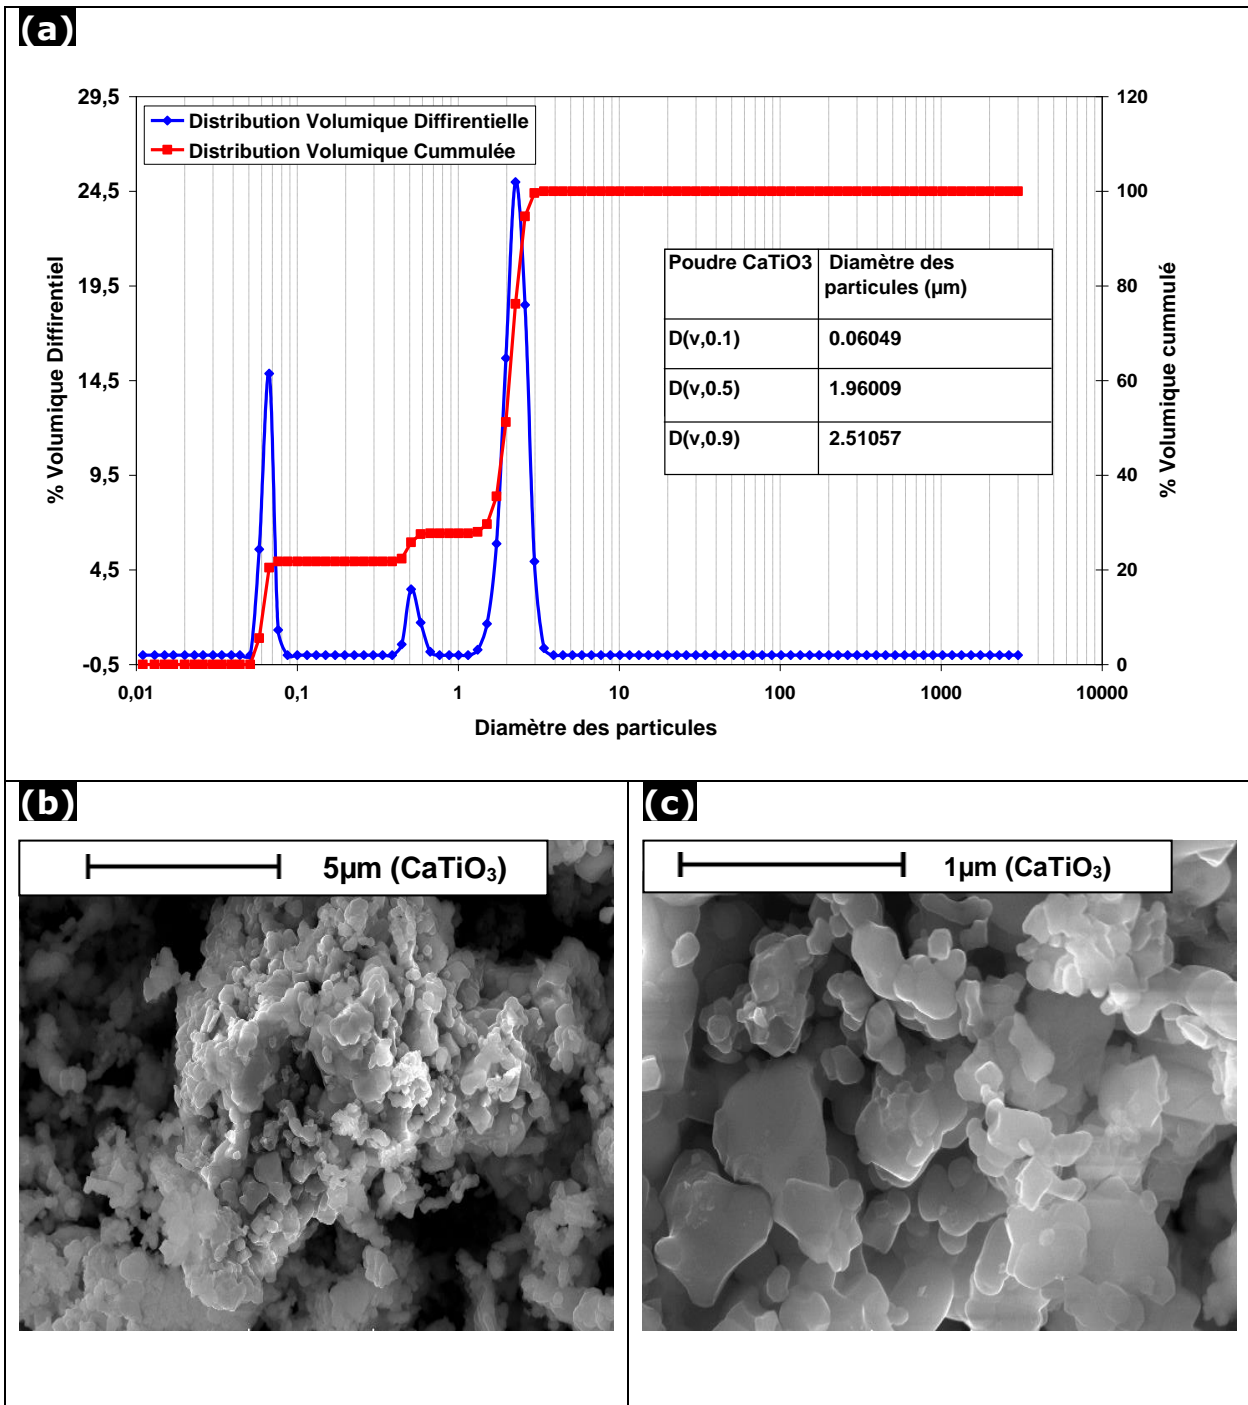 (a)
29,5
24,5
19,5
14,5
9,5
4,5
-0,5
% Volumique Diffirentiel
Distribution Volumique Diffirentielle
Distribution Volumique Cummulée
120
100
80
60
40
20
0
% Volumique cummulé
Poudre CaTiO3 Diamètre des particules (µm)
D(v,0.1) 0.06049
D(v,0.5) 1.96009
D(v,0.9) 2.51057
0,01 0,1 1 10 100 1000 10000
Diamètre des particules
(b)
5µm (CaTiO₃)
(c)
1µm (CaTiO₃)